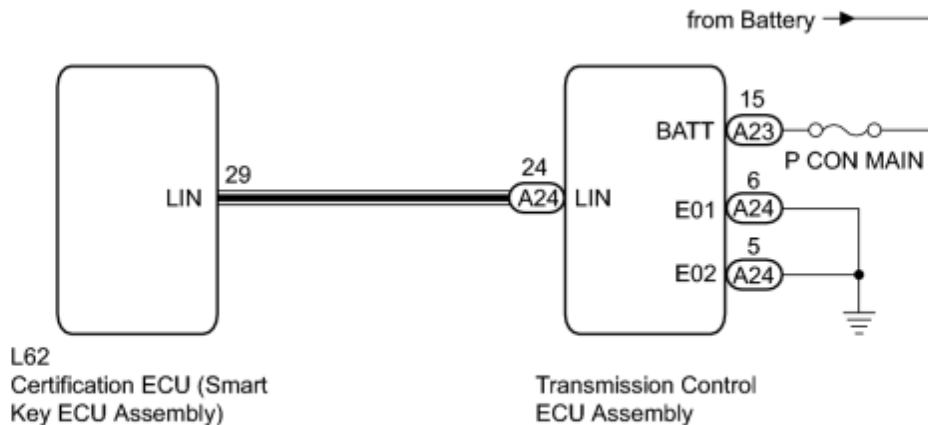 from Battery
15
BATT
A23
P CON MAIN
29
LIN
24
A24
LIN
6
E01
A24
5
E02
A24
L62
Certification ECU (Smart
Key ECU Assembly)
Transmission Control
ECU Assembly